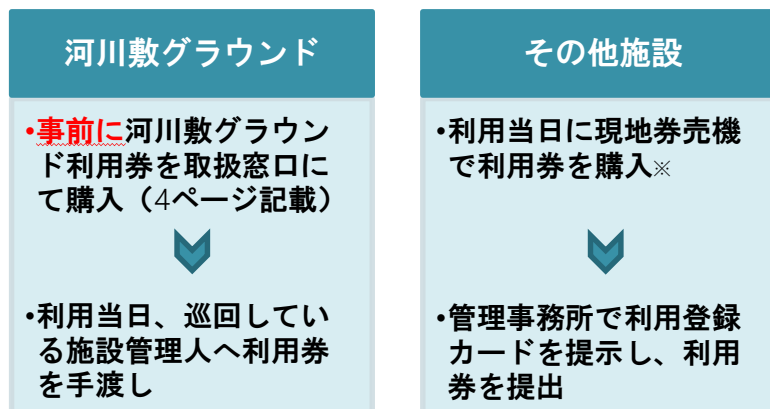 河川敷グラウンド
・事前に河川敷グラウン
ド利用券を取扱窓口に
て購入（4ページ記載）
・利用当日、巡回してい
る施設管理人へ利用券
を手渡し
その他施設
・利用当日に現地券売機
で利用券を購入※
・管理事務所で利用登録
カードを提示し、利用
券を提出